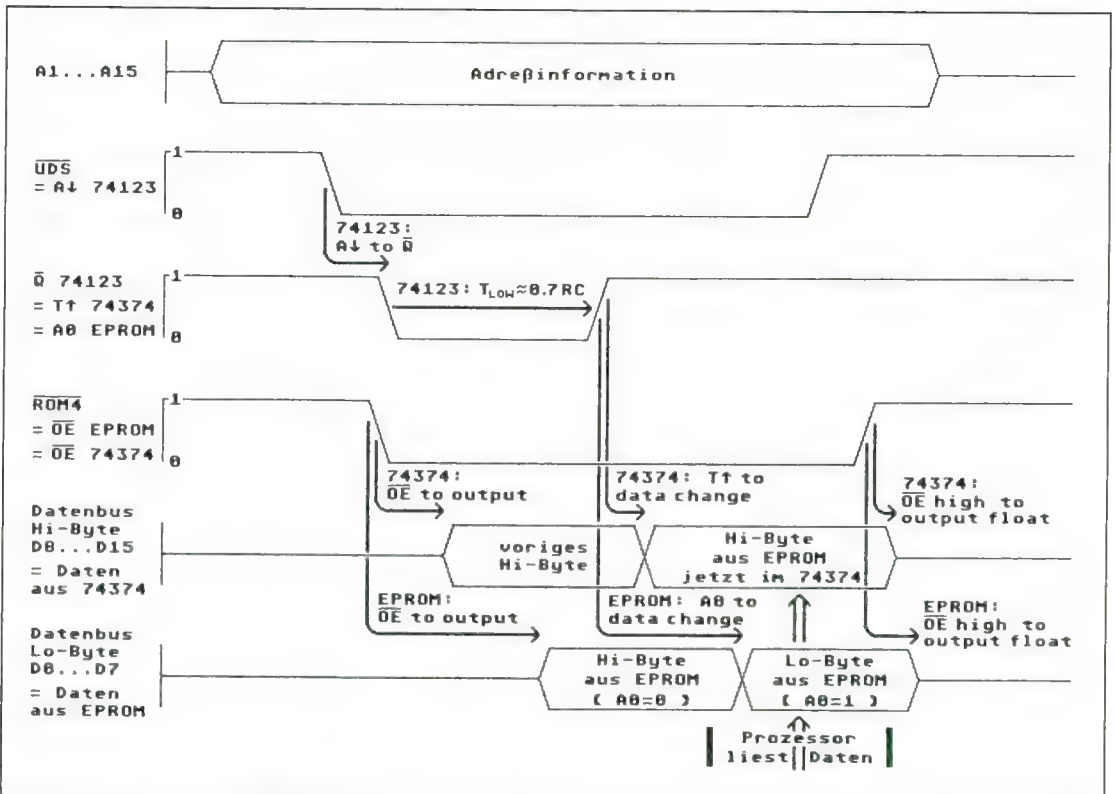 A1...A15
Adreßinformation
UDS
= A↓ 74123
1
0
74123:
A↓ to Q̅
Q̅ 74123
= T↑ 74374
= A0 EPROM
1
0
74123: TLOW≈0.7RC
ROM4
= OE EPROM
= OE 74374
1
0
74374:
OE to output
74374: T↑ to
data change
74374:
OE high to
output float
Datenbus
Hi-Byte
D8...D15
= Daten
aus 74374
voriges
Hi-Byte
Hi-Byte
aus EPROM
jetzt im 74374
EPROM:
OE to output
EPROM: A0 to
data change
EPROM:
OE high to
output float
Datenbus
Lo-Byte
D0...D7
= Daten
aus EPROM
Hi-Byte
aus EPROM
( A0=0 )
Lo-Byte
aus EPROM
( A0=1 )
Prozessor
liest Daten